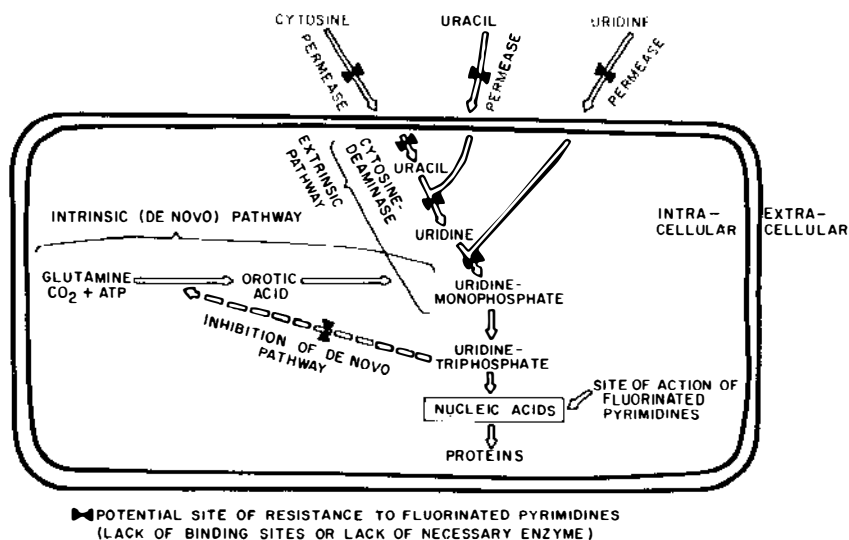 CYTOSINE
URACIL
URIDINE
PERMEASE
PERMEASE
PERMEASE
EXTRINSIC
PATHWAY
CYTOSINE-
DEAMINASE
URACIL
URIDINE
INTRINSIC (DE NOVO) PATHWAY
INTRA-
CELLULAR
EXTRA-
CELLULAR
GLUTAMINE
CO₂ + ATP
OROTIC
ACID
URIDINE-
MONOPHOSPHATE
INHIBITION OF DE NOVO
PATHWAY
URIDINE-
TRIPHOSPHATE
NUCLEIC ACIDS
SITE OF ACTION OF
FLUORINATED
PYRIMIDINES
PROTEINS
POTENTIAL SITE OF RESISTANCE TO FLUORINATED PYRIMIDINES
(LACK OF BINDING SITES OR LACK OF NECESSARY ENZYME)